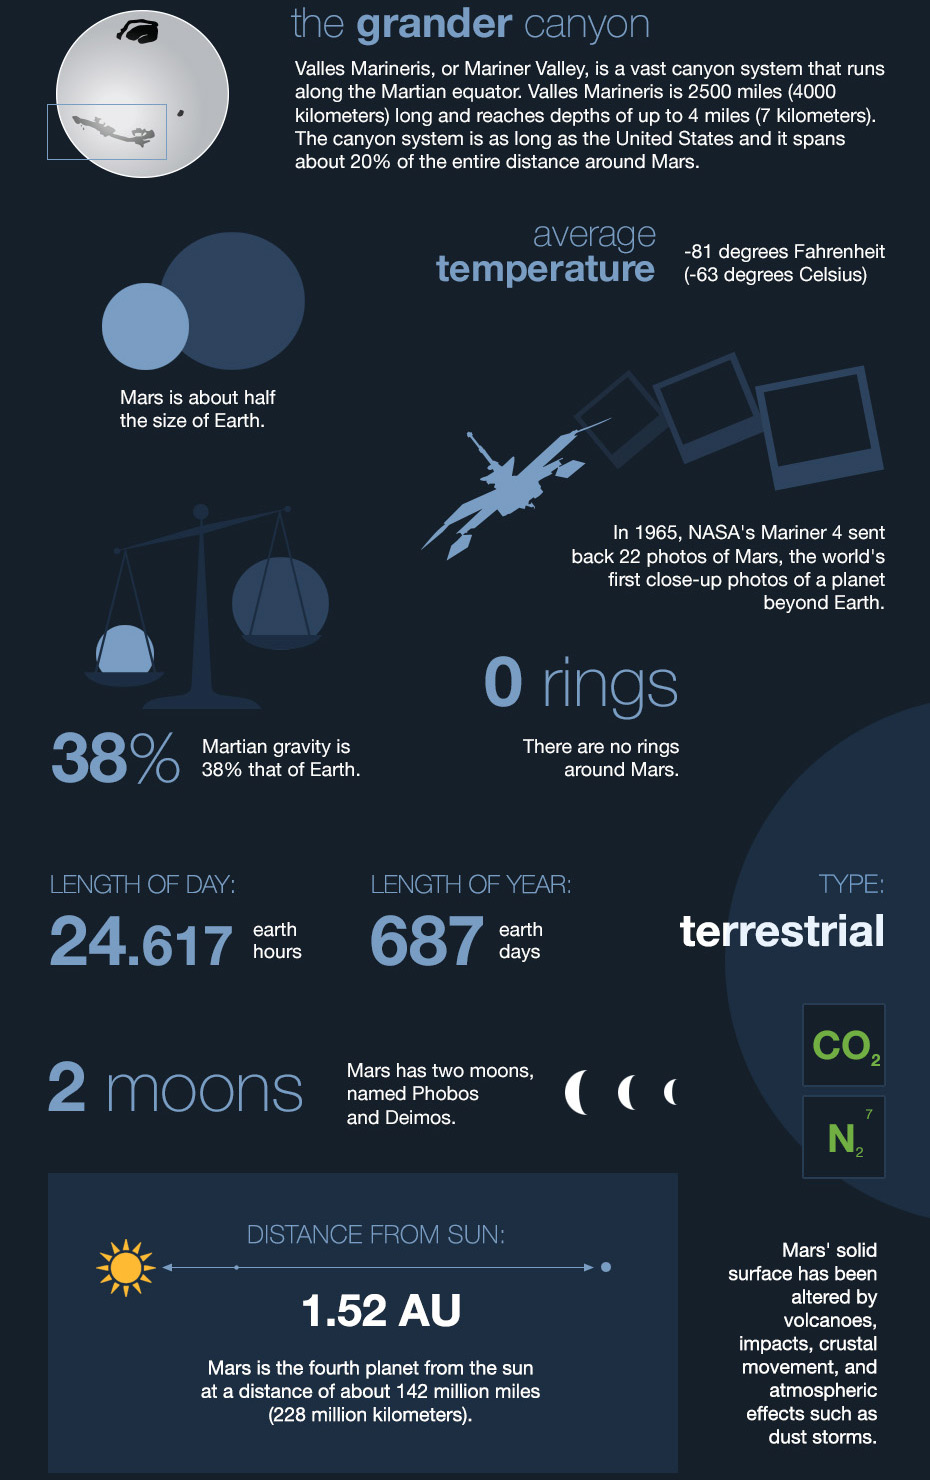 the grander canyon
Valles Marineris, or Mariner Valley, is a vast canyon system that runs
along the Martian equator. Valles Marineris is 2500 miles (4000
kilometers) long and reaches depths of up to 4 miles (7 kilometers).
The canyon system is as long as the United States and it spans
about 20% of the entire distance around Mars.
average
temperature
-81 degrees Fahrenheit
(-63 degrees Celsius)
Mars is about half
the size of Earth.
In 1965, NASA's Mariner 4 sent
back 22 photos of Mars, the world's
first close-up photos of a planet
beyond Earth.
38%
Martian gravity is
38% that of Earth.
0 rings
There are no rings
around Mars.
LENGTH OF DAY:
24.617
earth
hours
LENGTH OF YEAR:
687
earth
days
TYPE:
terrestrial
CO2
7
N2
2 moons
Mars has two moons,
named Phobos
and Deimos.
DISTANCE FROM SUN:
1.52 AU
Mars is the fourth planet from the sun
at a distance of about 142 million miles
(228 million kilometers).
Mars' solid
surface has been
altered by
volcanoes,
impacts, crustal
movement, and
atmospheric
effects such as
dust storms.